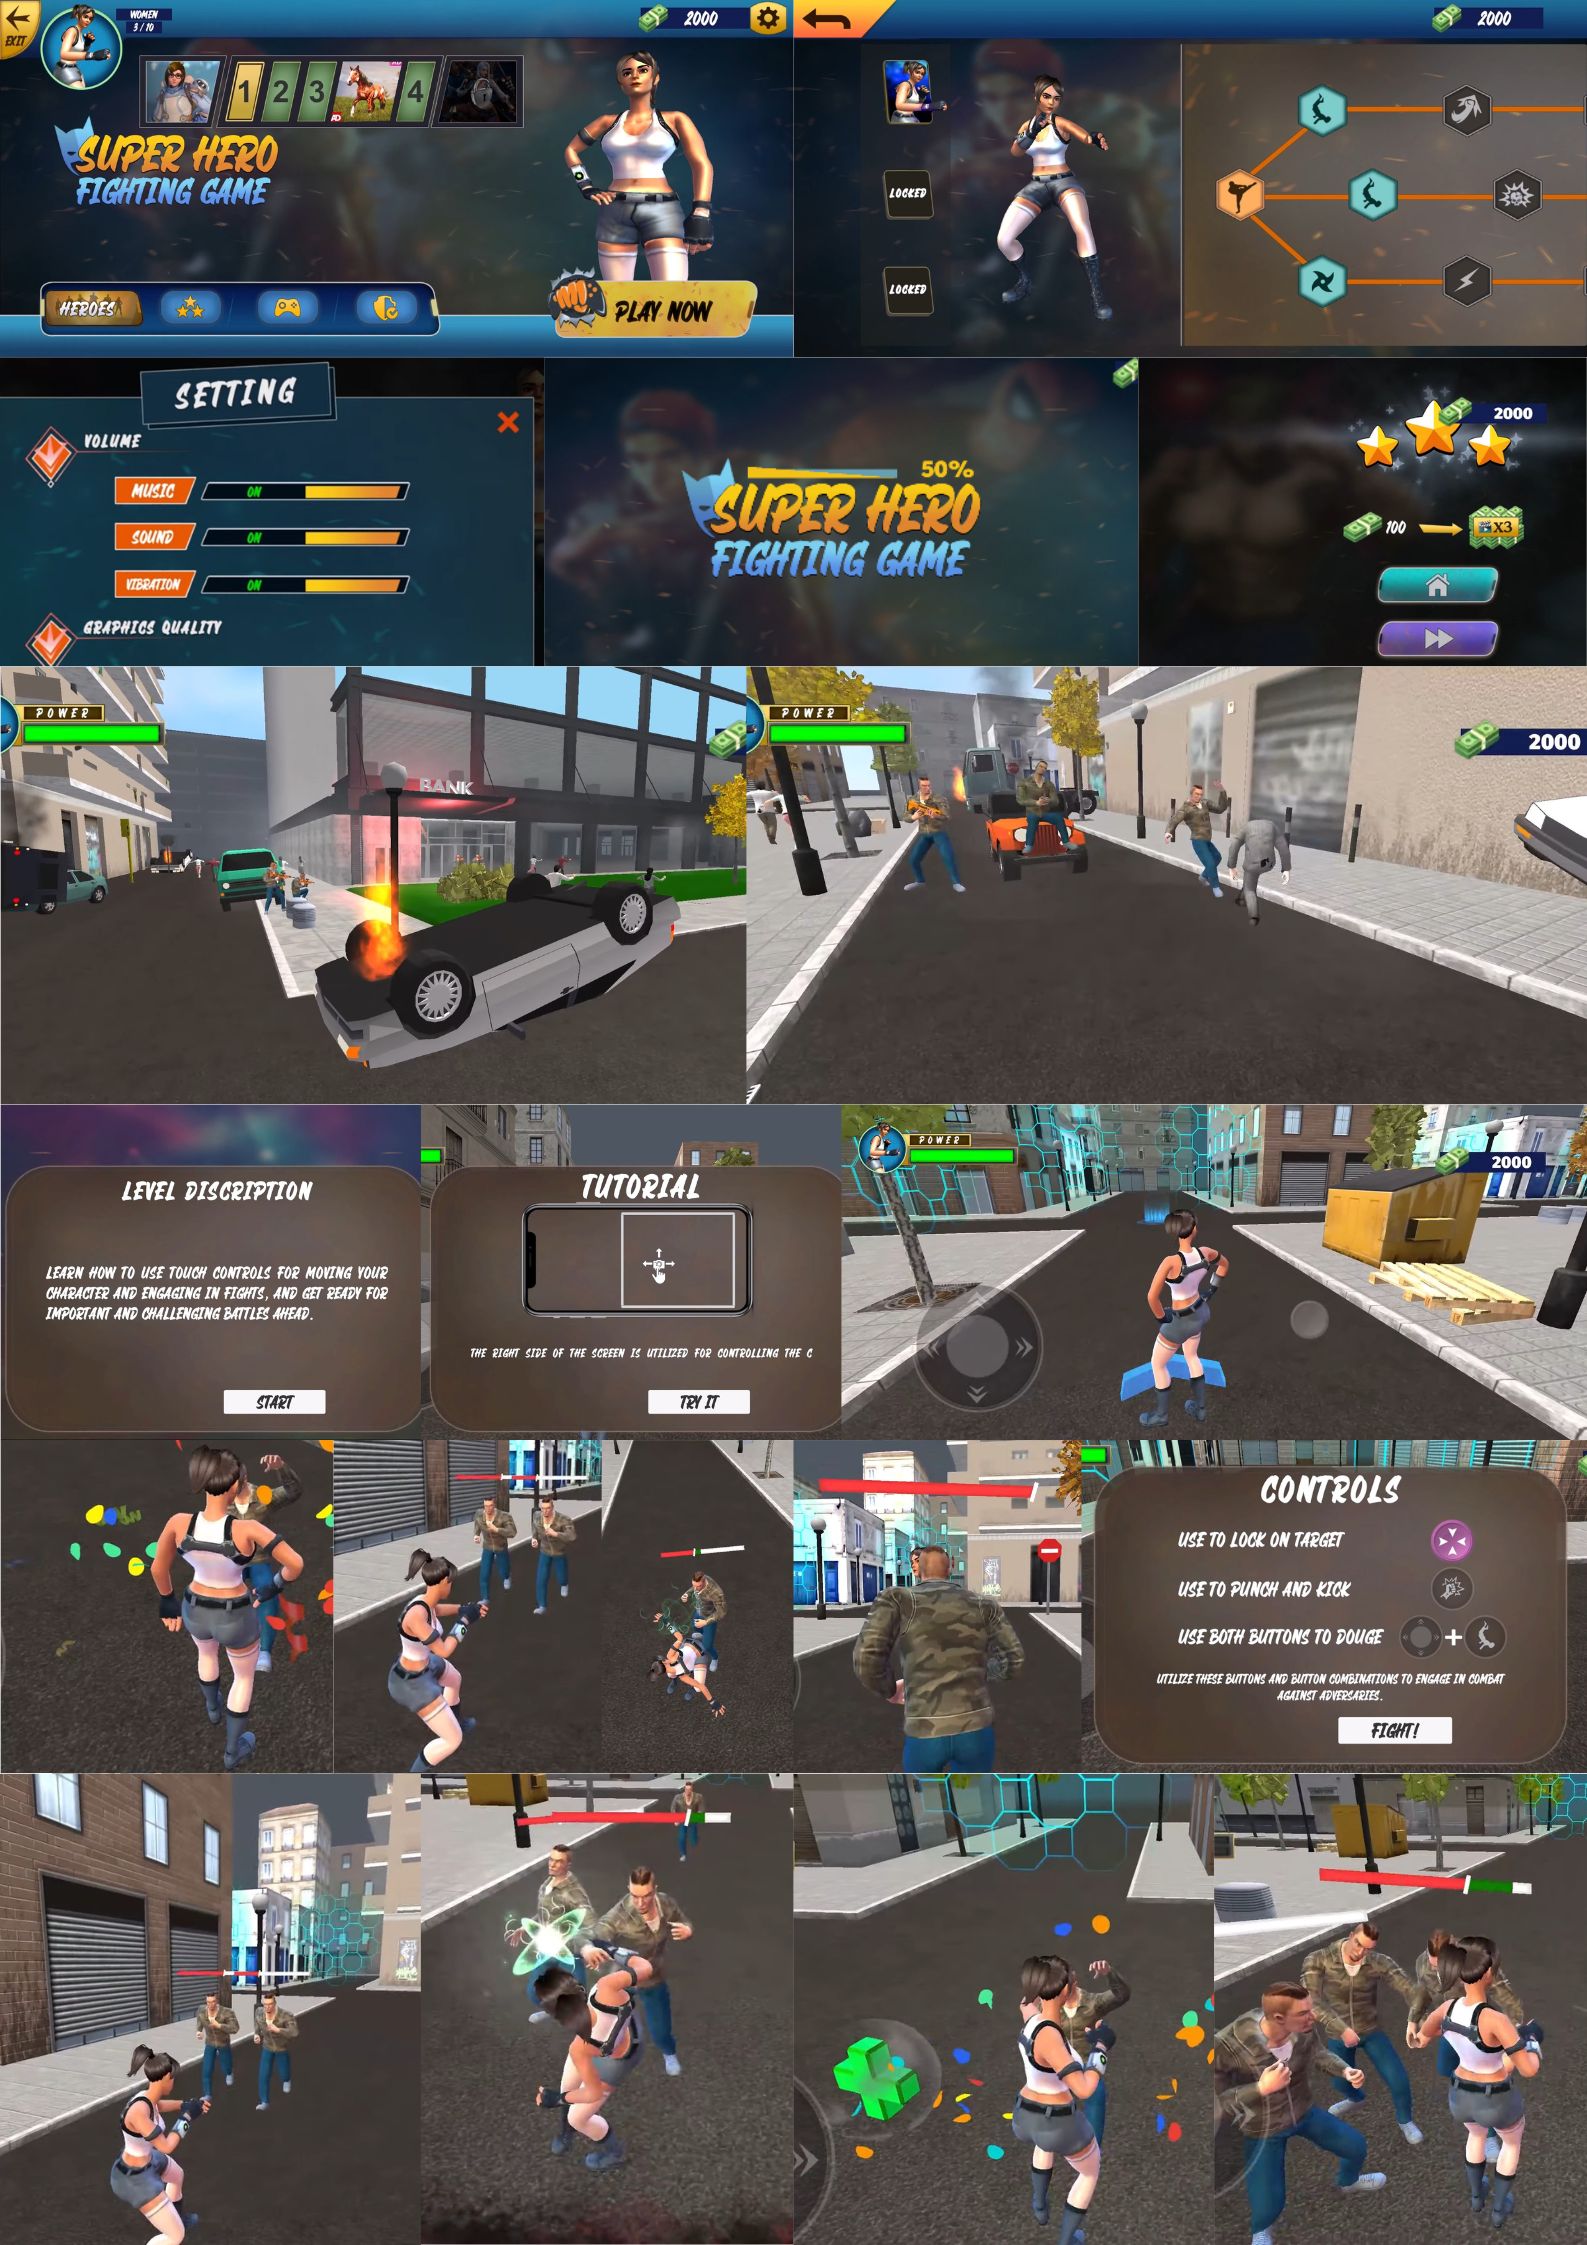 EXIT
WOMEN
3 / 10
2000
1 2 3 4
AD
AD
SUPER HERO
FIGHTING GAME
HEROES
PLAY NOW
2000
LOCKED
LOCKED
SETTING
VOLUME
MUSIC ON
SOUND ON
VIBRATION ON
GRAPHICS QUALITY
50%
SUPER HERO
FIGHTING GAME
2000
100
X3
POWER
BANK
POWER
2000
LEVEL DISCRIPTION
LEARN HOW TO USE TOUCH CONTROLS FOR MOVING YOUR
CHARACTER AND ENGAGING IN FIGHTS, AND GET READY FOR
IMPORTANT AND CHALLENGING BATTLES AHEAD.
START
TUTORIAL
THE RIGHT SIDE OF THE SCREEN IS UTILIZED FOR CONTROLLING THE C
TRY IT
POWER
2000
CONTROLS
USE TO LOCK ON TARGET
USE TO PUNCH AND KICK
USE BOTH BUTTONS TO DOUGE +
UTILIZE THESE BUTTONS AND BUTTON COMBINATIONS TO ENGAGE IN COMBAT
AGAINST ADVERSARIES.
FIGHT!